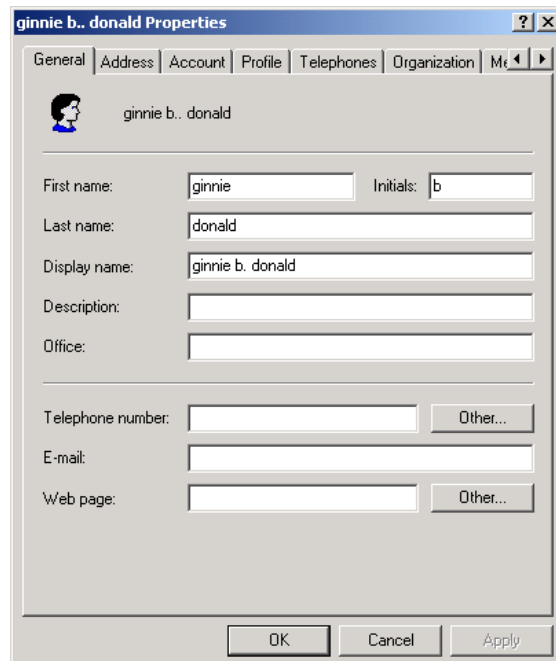 ginnie b.. donald Properties
General Address Account Profile Telephones Organization
ginnie b.. donald
First name: ginnie Initials: b
Last name: donald
Display name: ginnie b. donald
Description:
Office:
Telephone number: Other...
E-mail:
Web page: Other...
OK Cancel Apply